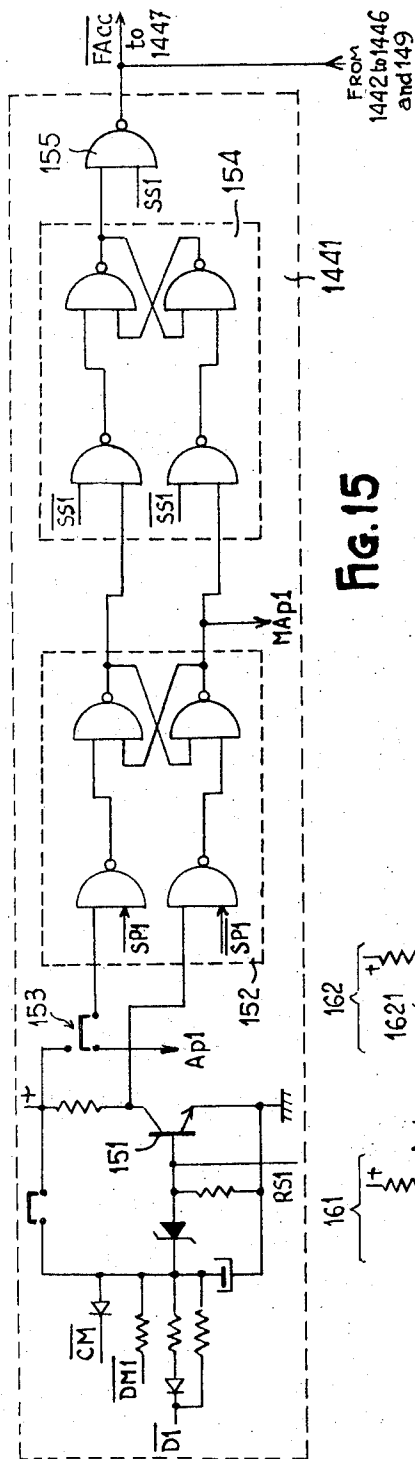 FACC
to
1447
FROM
1442 to 1446
and 149
155
SS1
154
1441
SS1
SS1
FIG.15
MAp1
SP1
SP1
152
153
Ap1
+
151
RS1
CM
DM1
D1
162
+
1621
161
+